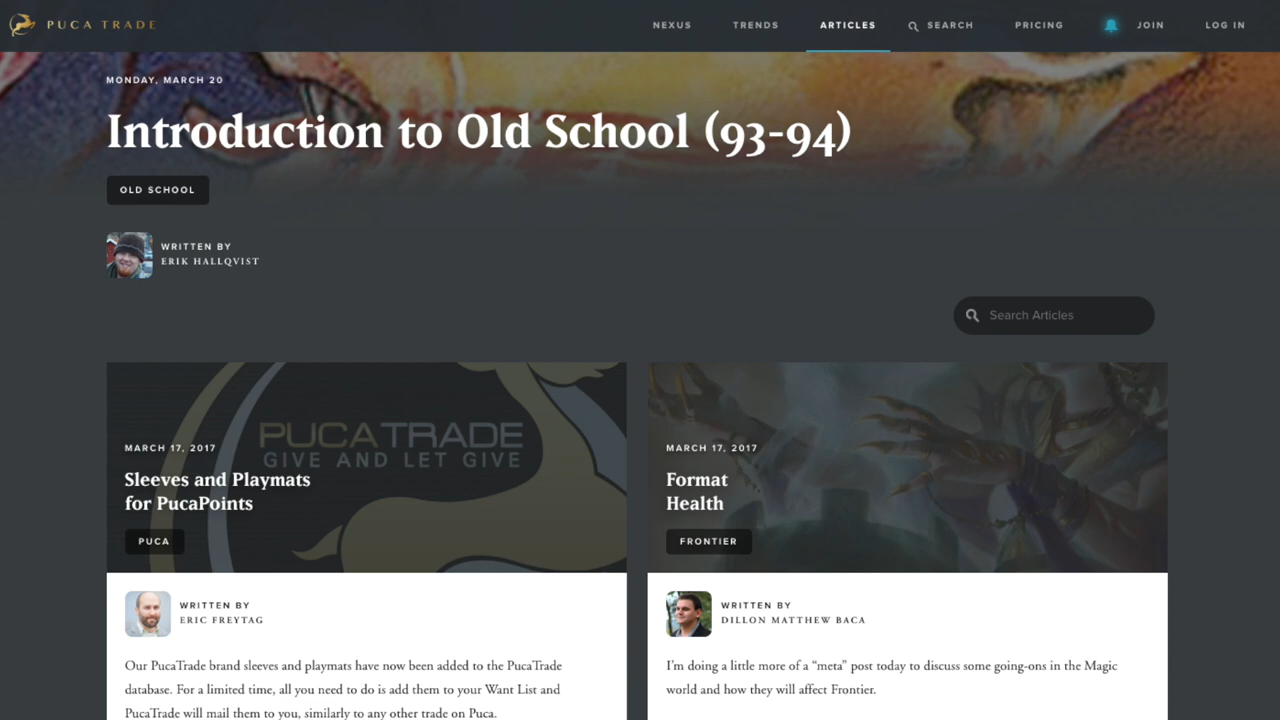 PUCA TRADE
NEXUS TRENDS ARTICLES SEARCH PRICING JOIN LOG IN
MONDAY, MARCH 20
Introduction to Old School (93-94)
OLD SCHOOL
WRITTEN BY
ERIK HALLQVIST
Search Articles
PUCATRADE
GIVE AND LET GIVE
MARCH 17, 2017
Sleeves and Playmats
for PucaPoints
PUCA
WRITTEN BY
ERIC FREYTAG
Our PucaTrade brand sleeves and playmats have now been added to the PucaTrade
database. For a limited time, all you need to do is add them to your Want List and
PucaTrade will mail them to you, similarly to any other trade on Puca.
MARCH 17, 2017
Format
Health
FRONTIER
WRITTEN BY
DILLON MATTHEW BACA
I'm doing a little more of a “meta” post today to discuss some going-ons in the Magic
world and how they will affect Frontier.